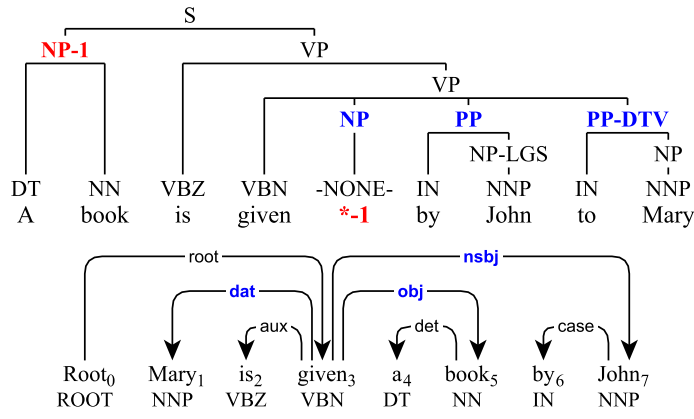 S
NP-1 VP
VP
NP PP PP-DTV
NP-LGS NP
DT NN VBZ VBN -NONE- IN NNP IN NNP
A book is given *-1 by John to Mary
root nsbj
dat obj
aux det case
Root0 Mary1 is2 given3 a4 book5 by6 John7
ROOT NNP VBZ VBN DT NN IN NNP